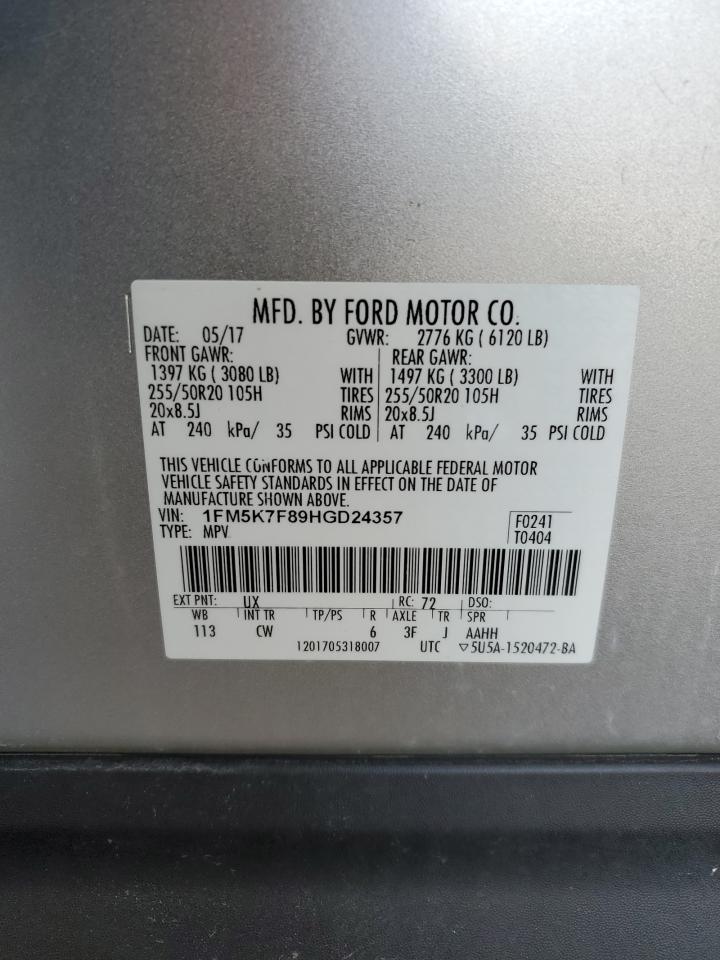 MFD. BY FORD MOTOR CO.
DATE: 05/17 GVWR: 2776 KG ( 6120 LB)
FRONT GAWR: REAR GAWR:
1397 KG ( 3080 LB) WITH 1497 KG ( 3300 LB) WITH
255/50R20 105H TIRES 255/50R20 105H TIRES
20x8.5J RIMS 20x8.5J RIMS
AT 240 kPa/ 35 PSI COLD AT 240 kPa/ 35 PSI COLD
THIS VEHICLE CONFORMS TO ALL APPLICABLE FEDERAL MOTOR
VEHICLE SAFETY STANDARDS IN EFFECT ON THE DATE OF
MANUFACTURE SHOWN ABOVE.
VIN: 1FM5K7F89HGD24357 F0241
TYPE: MPV T0404
EXT PNT: UX RC: 72 DSO:
WB INT TR TP/PS R AXLE TR SPR
113 CW 6 3F J AAHH
1201705318007 UTC ▽5U5A-1520472-BA